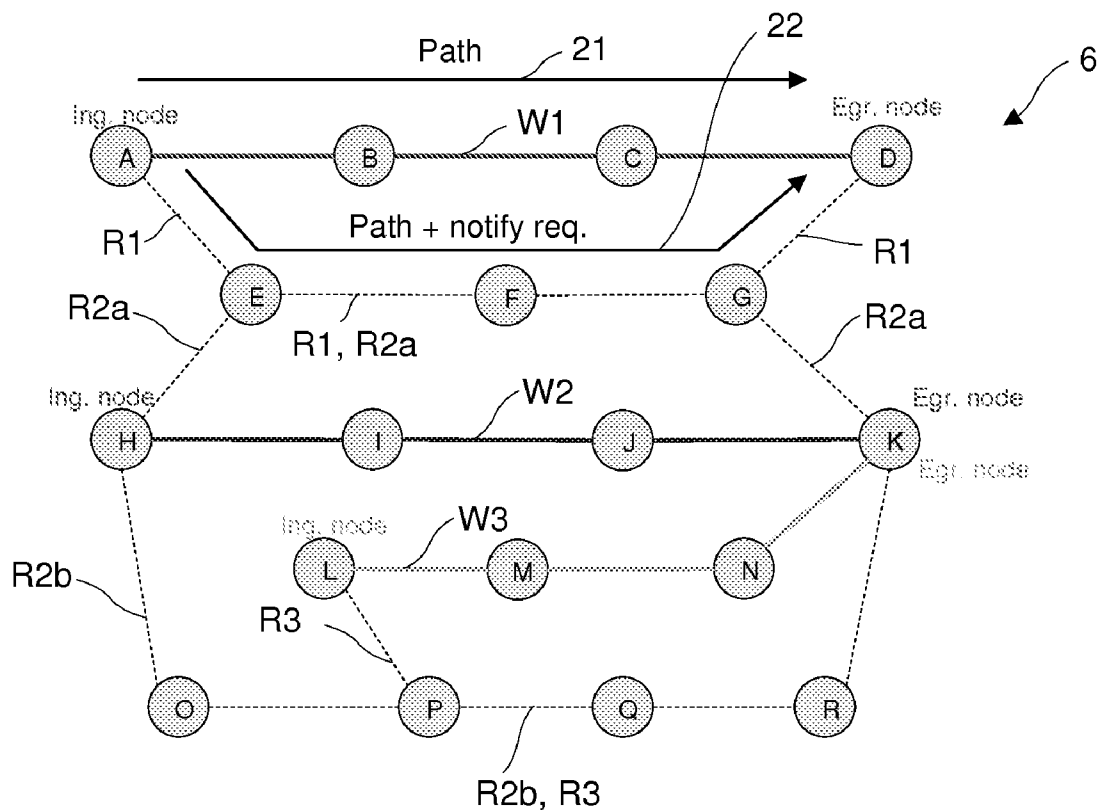 22
Path 21
6
Ing. node Egr. node
W1
A B C D
Path + notify req.
R1 R1
E F G
R2a R2a
R1, R2a
Ing. node W2 Egr. node
H I J K
Egr. node
Ing. node W3
L M N
R2b
R3
O P Q R
R2b, R3